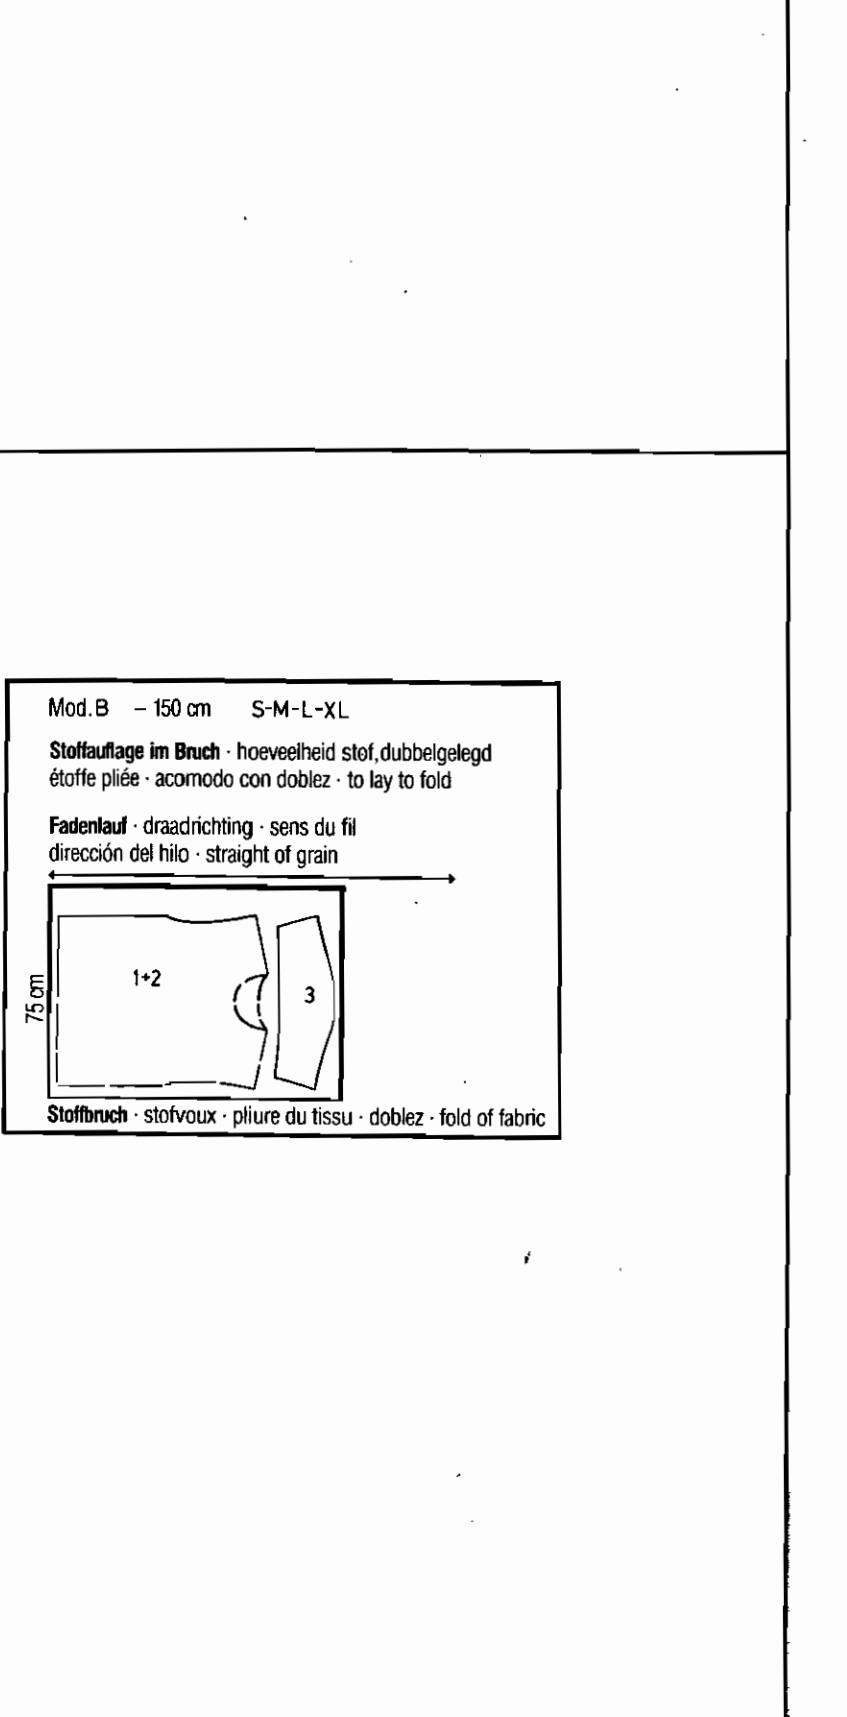 Mod.B – 150 cm S-M-L-XL
Stoffauflage im Bruch · hoeveelheid stof,dubbelgelegd
étoffe pliée · acomodo con doblez · to lay to fold
Fadenlauf · draadrichting · sens du fil
dirección del hilo · straight of grain
75 cm
1+2
3
Stoffbruch · stofvoux · pliure du tissu · doblez · fold of fabric